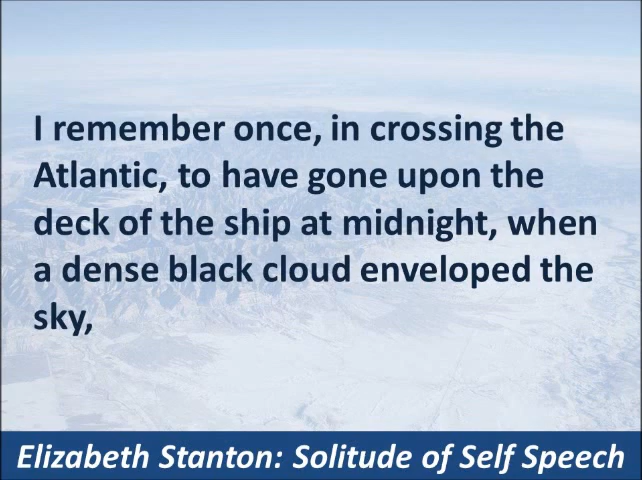 I remember once, in crossing the
Atlantic, to have gone upon the
deck of the ship at midnight, when
a dense black cloud enveloped the
sky,
Elizabeth Stanton: Solitude of Self Speech